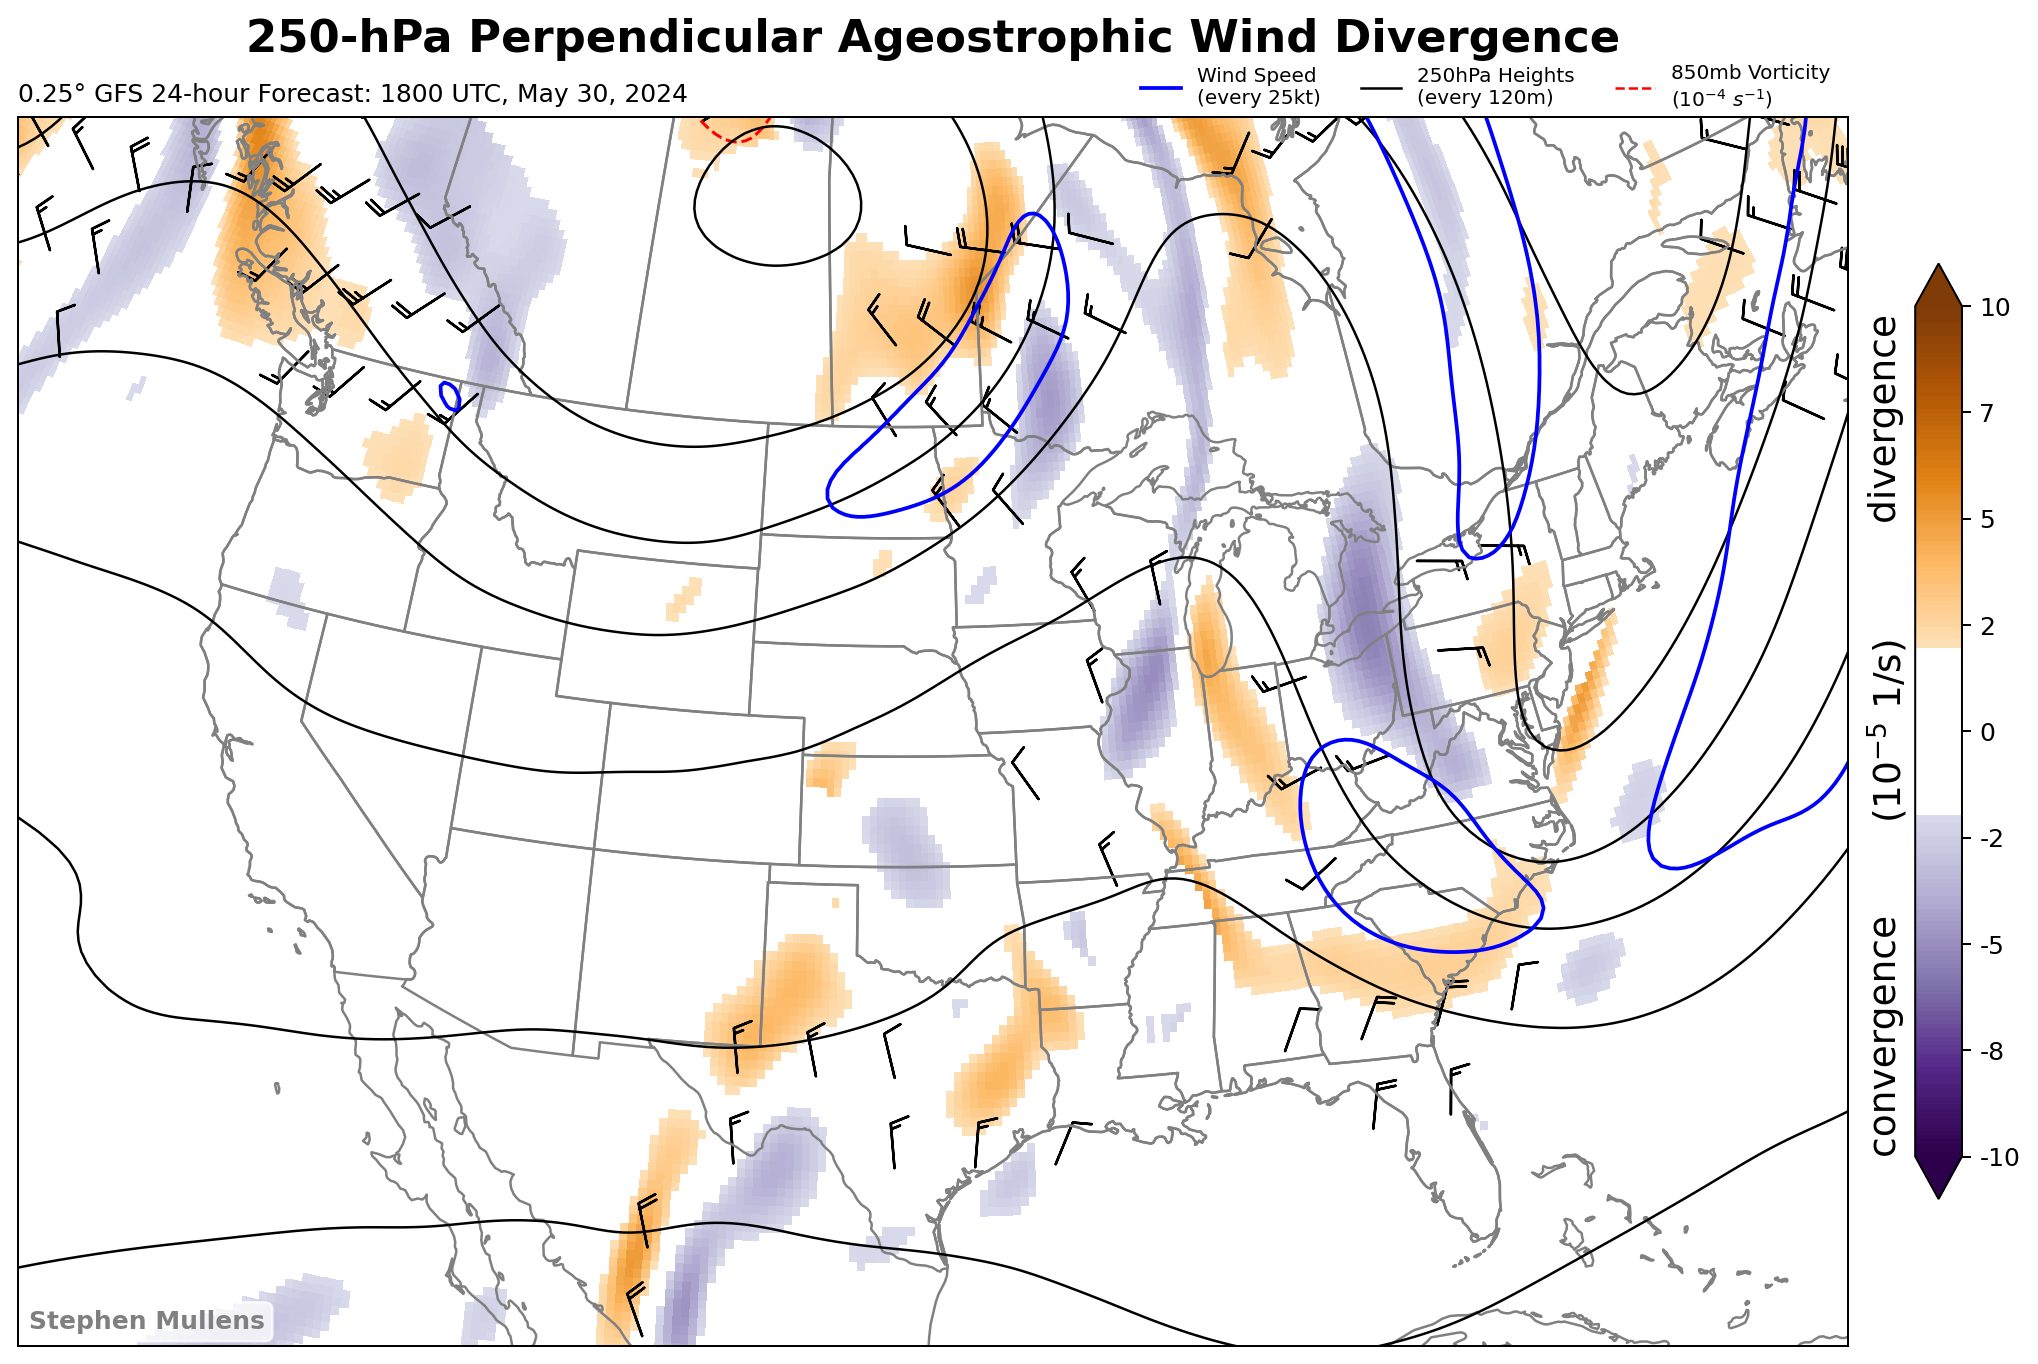 250-hPa Perpendicular Ageostrophic Wind Divergence
0.25° GFS 24-hour Forecast: 1800 UTC, May 30, 2024
Wind Speed
(every 25kt)
250hPa Heights
(every 120m)
850mb Vorticity
(10⁻⁴ s⁻¹)
10
7
5
2
0
-2
-5
-8
-10
convergence (10⁻⁵ 1/s) divergence
Stephen Mullens